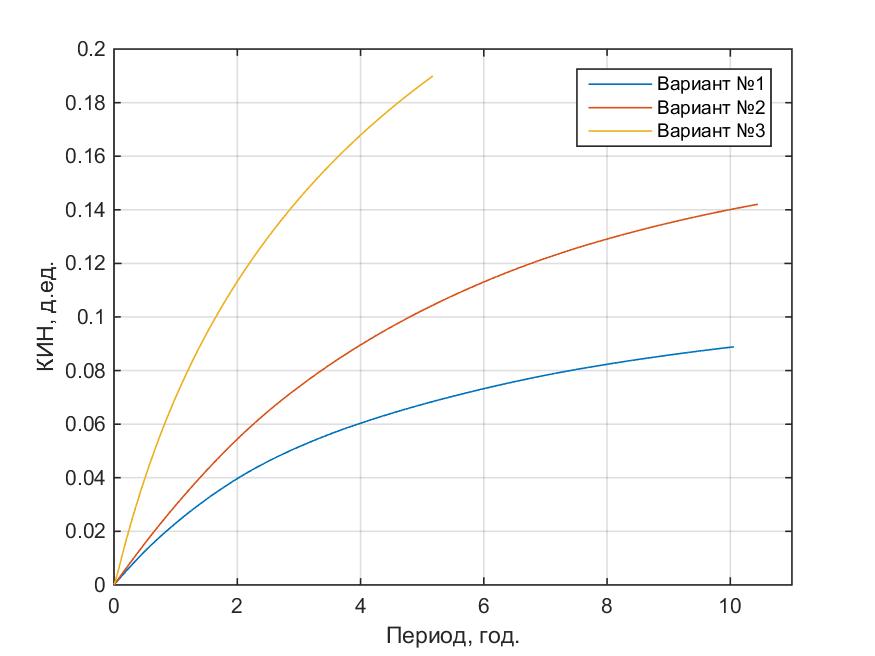 0.2
0.18
0.16
0.14
0.12
0.1
0.08
0.06
0.04
0.02
0
КИН, д.ед.
Вариант №1
Вариант №2
Вариант №3
0 2 4 6 8 10
Период, год.